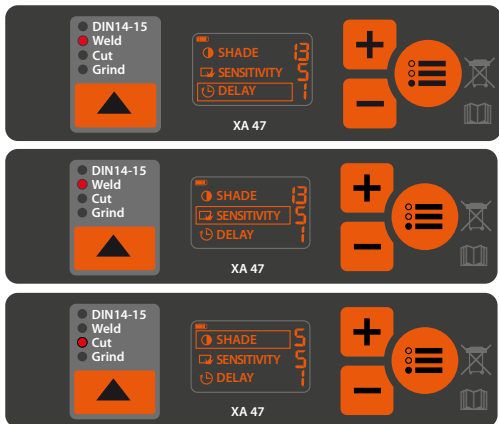 DIN14-15
Weld
Cut
Grind
SHADE 13
SENSITIVITY 5
DELAY 1
XA 47
DIN14-15
Weld
Cut
Grind
SHADE 13
SENSITIVITY 5
DELAY 1
XA 47
DIN14-15
Weld
Cut
Grind
SHADE 5
SENSITIVITY 5
DELAY 1
XA 47